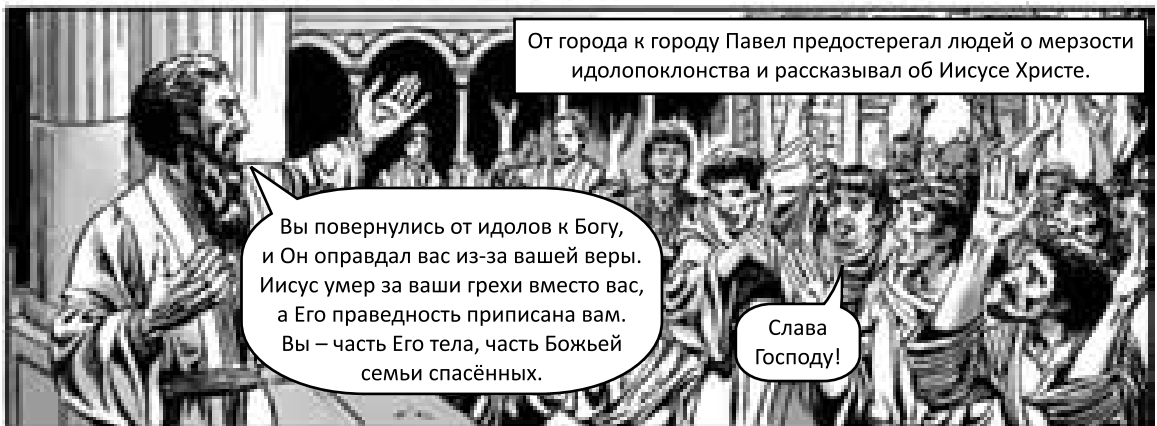 От города к городу Павел предостерегал людей о мерзости
идолопоклонства и рассказывал об Иисусе Христе.
Вы повернулись от идолов к Богу,
и Он оправдал вас из-за вашей веры.
Иисус умер за ваши грехи вместо вас,
а Его праведность приписана вам.
Вы – часть Его тела, часть Божьей
семьи спасённых.
Слава
Господу!